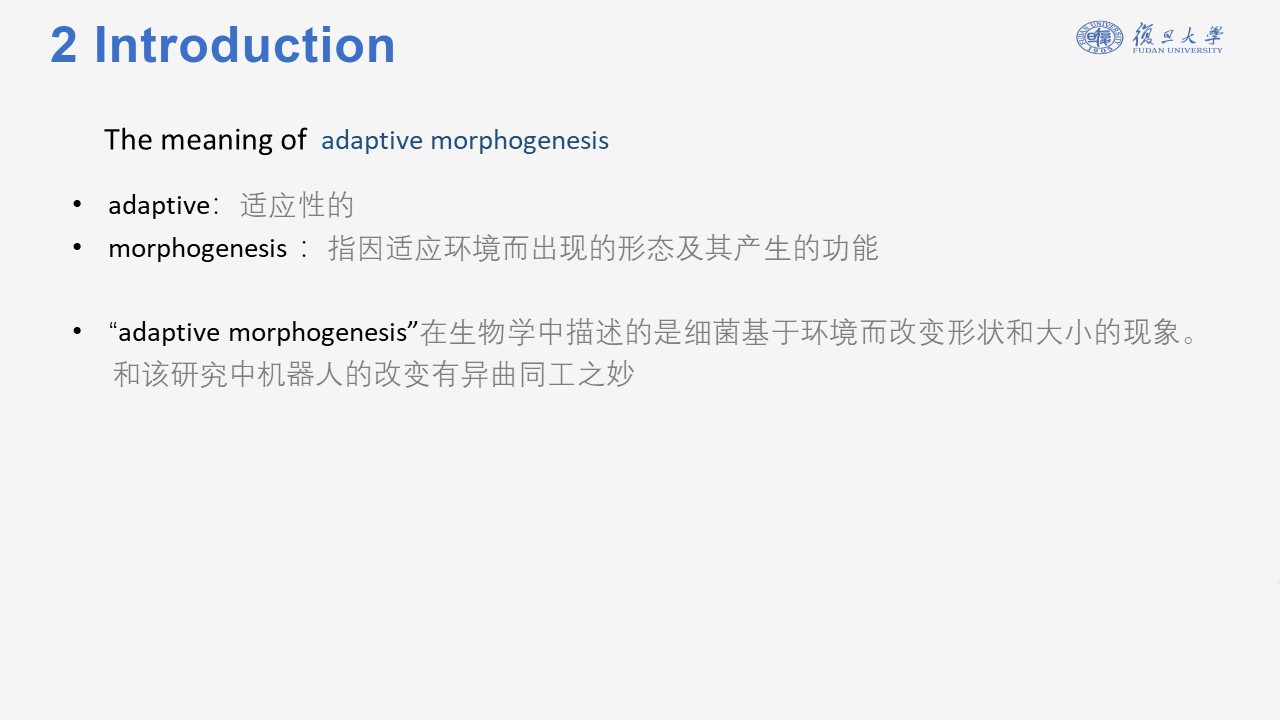 2 Introduction
復旦大學
FUDAN UNIVERSITY
The meaning of adaptive morphogenesis
• adaptive： 适应性的
• morphogenesis ： 指因适应环境而出现的形态及其产生的功能
• “adaptive morphogenesis”在生物学中描述的是细菌基于环境而改变形状和大小的现象。
和该研究中机器人的改变有异曲同工之妙